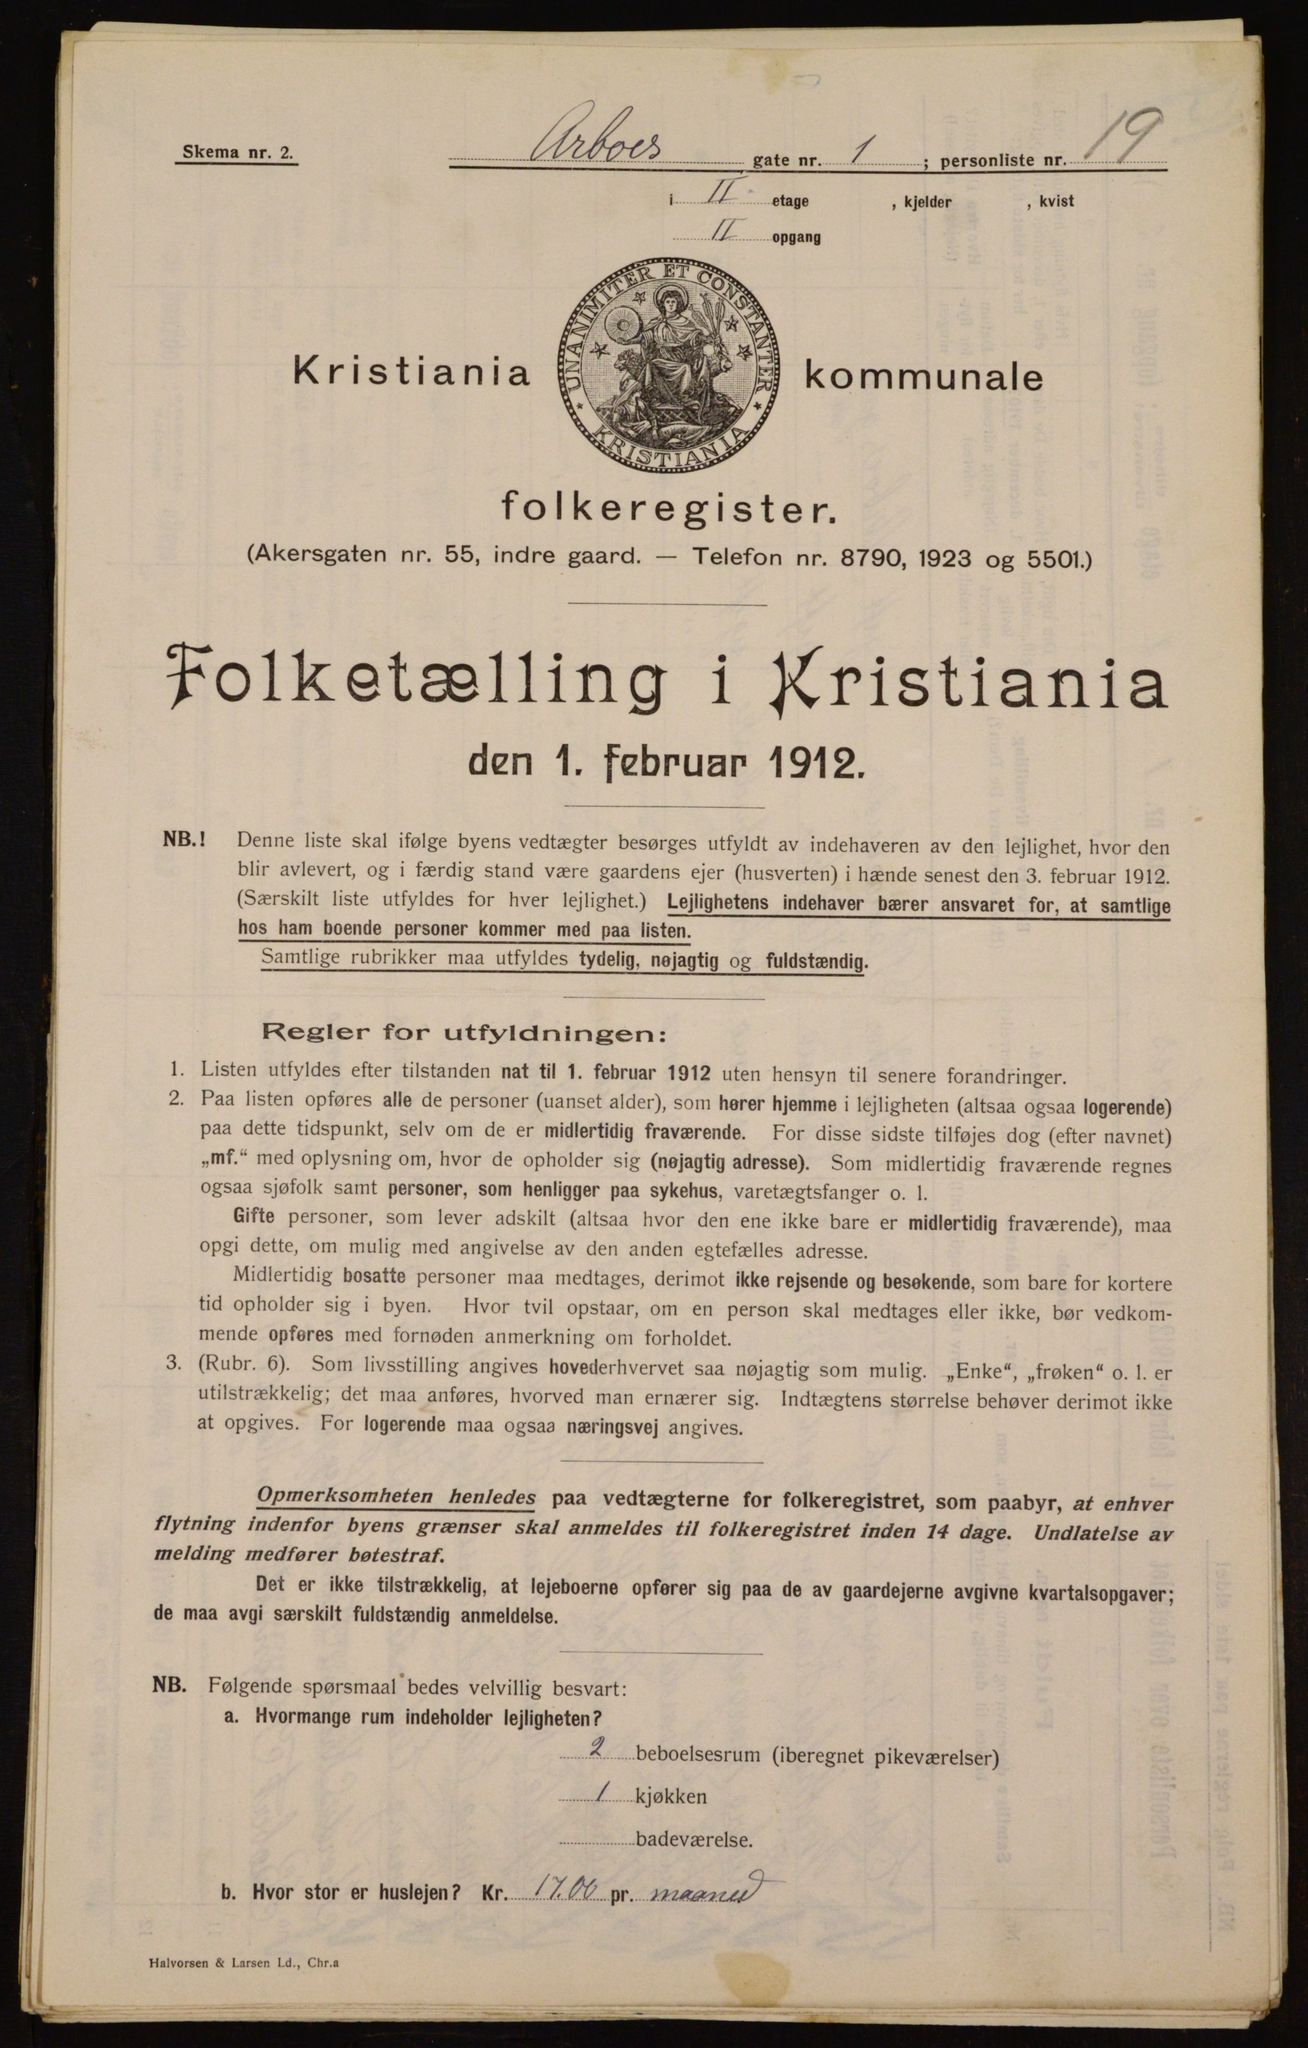 Skema nr. 2.
Arboes gate nr. 1 ; personliste nr. 19
i II etage , kjelder , kvist
II opgang
UNANIMITER ET CONSTANTER
KRISTIANIA
Kristiania kommunale
folkeregister.
(Akersgaten nr. 55, indre gaard. — Telefon nr. 8790, 1923 og 5501.)
Folketælling i Kristiania
den 1. februar 1912.
NB.! Denne liste skal ifølge byens vedtægter besørges utfyldt av indehaveren av den lejlighet, hvor den
blir avlevert, og i færdig stand være gaardens ejer (husverten) i hænde senest den 3. februar 1912.
(Særskilt liste utfyldes for hver lejlighet.) Lejlighetens indehaver bærer ansvaret for, at samtlige
hos ham boende personer kommer med paa listen.
Samtlige rubrikker maa utfyldes tydelig, nøjagtig og fuldstændig.
Regler for utfyldningen:
1. Listen utfyldes efter tilstanden nat til 1. februar 1912 uten hensyn til senere forandringer.
2. Paa listen opføres alle de personer (uanset alder), som hører hjemme i lejligheten (altsaa ogsaa logerende)
paa dette tidspunkt, selv om de er midlertidig fraværende. For disse sidste tilføjes dog (efter navnet)
„mf.“ med oplysning om, hvor de opholder sig (nøjagtig adresse). Som midlertidig fraværende regnes
ogsaa sjøfolk samt personer, som henligger paa sykehus, varetægtsfanger o. l.
Gifte personer, som lever adskilt (altsaa hvor den ene ikke bare er midlertidig fraværende), maa
opgi dette, om mulig med angivelse av den anden egtefælles adresse.
Midlertidig bosatte personer maa medtages, derimot ikke rejsende og besøkende, som bare for kortere
tid opholder sig i byen. Hvor tvil opstaar, om en person skal medtages eller ikke, bør vedkom-
mende opføres med fornøden anmerkning om forholdet.
3. (Rubr. 6). Som livsstilling angives hovederhvervet saa nøjagtig som mulig. „Enke“, „frøken“ o. l. er
utilstrækkelig; det maa anføres, hvorved man ernærer sig. Indtægtens størrelse behøver derimot ikke
at opgives. For logerende maa ogsaa næringsvej angives.
Opmerksomheten henledes paa vedtægterne for folkeregistret, som paabyr, at enhver
flytning indenfor byens grænser skal anmeldes til folkeregistret inden 14 dage. Undlatelse av
melding medfører bøtestraf.
Det er ikke tilstrækkelig, at lejeboerne opfører sig paa de av gaardejerne avgivne kvartalsopgaver;
de maa avgi særskilt fuldstændig anmeldelse.
NB. Følgende spørsmaal bedes velvillig besvart:
a. Hvormange rum indeholder lejligheten?
2 beboelsesrum (iberegnet pikeværelser)
1 kjøkken
badeværelse.
b. Hvor stor er huslejen? Kr. 17.00 pr. maaned
Halvorsen & Larsen Ld., Chr.a